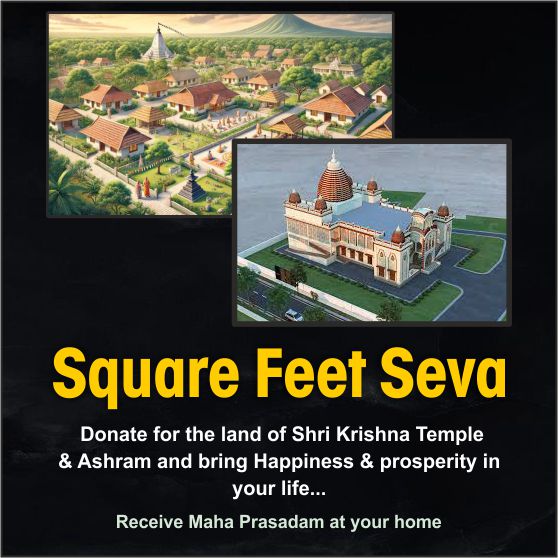 Square Feet Seva
Donate for the land of Shri Krishna Temple
& Ashram and bring Happiness & prosperity in
your life...
Receive Maha Prasadam at your home